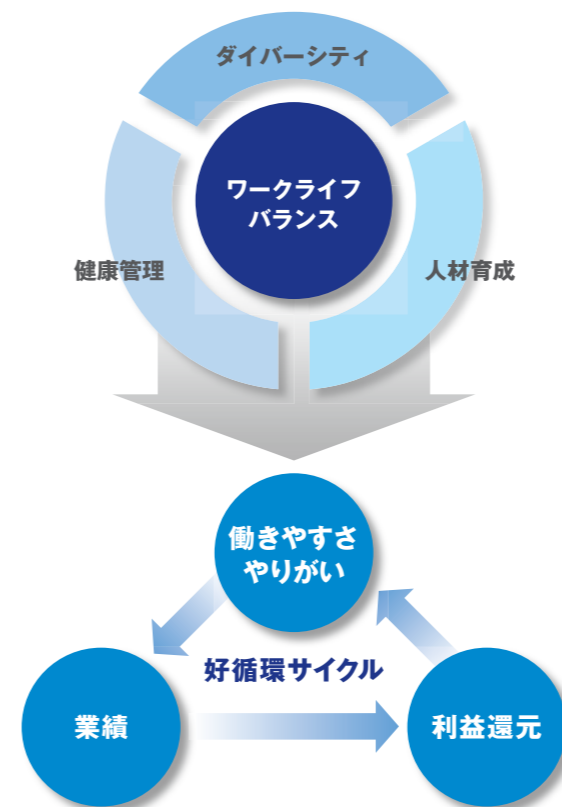 ダイバーシティ
ワークライフ
バランス
健康管理
人材育成
働きやすさ
やりがい
好循環サイクル
業績
利益還元